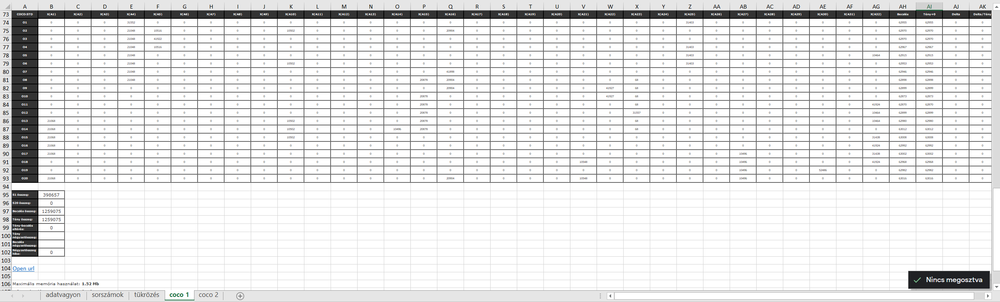 A B C D E F G H I J K L M N O P Q R S T U V W X Y Z AA AB AC AD AE AF AG AH AI AJ AK
73 COCO:STD X(A1) X(A2) X(A3) X(A4) X(A5) X(A6) X(A7) X(A8) X(A9) X(A10) X(A11) X(A12) X(A13) X(A14) X(A15) X(A16) X(A17) X(A18) X(A19) X(A20) X(A21) X(A22) X(A23) X(A24) X(A25) X(A26) X(A27) X(A28) X(A29) X(A30) X(A31) X(A32) Becslés Tény+0 Delta Delta/Tény
74 O1 0 0 0 31552 0 0 0 0 0 0 0 0 0 0 0 0 0 0 0 0 0 0 0 0 31403 0 0 0 0 0 0 0 62955 62955 0 0
75 O2 0 0 0 21048 10516 0 0 0 0 10502 0 0 0 0 0 20904 0 0 0 0 0 0 0 0 0 0 0 0 0 0 0 0 62970 62970 0 0
76 O3 0 0 0 21048 41922 0 0 0 0 0 0 0 0 0 0 0 0 0 0 0 0 0 0 0 0 0 0 0 0 0 0 0 62970 62970 0 0
77 O4 0 0 0 21048 10516 0 0 0 0 0 0 0 0 0 0 0 0 0 0 0 0 0 0 0 31403 0 0 0 0 0 0 0 62967 62967 0 0
78 O5 0 0 0 21048 0 0 0 0 0 0 0 0 0 0 0 0 0 0 0 0 0 0 0 0 31403 0 0 0 0 0 0 10464 62915 62915 0 0
79 O6 0 0 0 21048 0 0 0 0 0 10502 0 0 0 0 0 0 0 0 0 0 0 0 0 0 31403 0 0 0 0 0 0 0 62953 62953 0 0
80 O7 0 0 0 21048 0 0 0 0 0 0 0 0 0 0 0 41898 0 0 0 0 0 0 0 0 0 0 0 0 0 0 0 0 62946 62946 0 0
81 O8 0 0 0 21048 0 0 0 0 0 0 0 0 0 0 20878 20904 0 0 0 0 0 0 68 0 0 0 0 0 0 0 0 0 62898 62898 0 0
82 O9 0 0 0 0 0 0 0 0 0 0 0 0 0 0 0 20904 0 0 0 0 0 41927 68 0 0 0 0 0 0 0 0 0 62899 62899 0 0
83 O10 0 0 0 0 0 0 0 0 0 0 0 0 0 0 20878 0 0 0 0 0 0 41927 68 0 0 0 0 0 0 0 0 0 62873 62873 0 0
84 O11 0 0 0 0 0 0 0 0 0 0 0 0 0 0 20878 0 0 0 0 0 0 0 68 0 0 0 0 0 0 0 0 41924 62870 62870 0 0
85 O12 0 0 0 0 0 0 0 0 0 0 0 0 0 0 20878 0 0 0 0 0 0 0 31557 0 0 0 0 0 0 0 0 10464 62899 62899 0 0
86 O13 21068 0 0 0 0 0 0 0 0 10502 0 0 0 0 20878 0 0 0 0 0 0 0 68 0 0 0 0 0 0 0 0 10464 62980 62980 0 0
87 O14 21068 0 0 0 0 0 0 0 0 10502 0 0 0 10496 20878 0 0 0 0 0 0 0 68 0 0 0 0 0 0 0 0 0 63012 63012 0 0
88 O15 21068 0 0 0 0 0 0 0 0 10502 0 0 0 0 0 0 0 0 0 0 0 0 0 0 0 0 0 0 0 0 0 31438 63008 63008 0 0
89 O16 21068 0 0 0 0 0 0 0 0 0 0 0 0 0 0 0 0 0 0 0 0 0 0 0 0 0 0 0 0 0 0 41924 62992 62992 0 0
90 O17 21068 0 0 0 0 0 0 0 0 0 0 0 0 0 0 0 0 0 0 0 0 0 0 0 0 0 10496 0 0 0 0 31438 63002 63002 0 0
91 O18 0 0 0 0 0 0 0 0 0 0 0 0 0 0 0 0 0 0 0 0 10548 0 0 0 0 0 10496 0 0 0 0 41924 62968 62968 0 0
92 O19 0 0 0 0 0 0 0 0 0 0 0 0 0 0 0 0 0 0 0 0 0 0 0 0 0 0 10496 0 0 52486 0 0 62982 62982 0 0
93 O20 21068 0 0 0 0 0 0 0 0 0 0 0 0 0 0 20904 0 0 0 0 10548 0 0 0 0 0 10496 0 0 0 0 0 63016 63016 0 0
94
95 S1 összeg: 398657
96 S20 összeg: 0
97 Becslés összeg: 1259075
98 Tény összeg: 1259075
99 Tény-becslés eltérés: 0
100 Tény négyzetösszeg:
101 Becslés négyzetösszeg:
102 Négyzetösszeg hiba: 0
103
104 Open url
105
106 Maximális memória használat: 1.52 Mb
Nincs megosztva
adatvagyon sorszámok tükrözés coco 1 coco 2